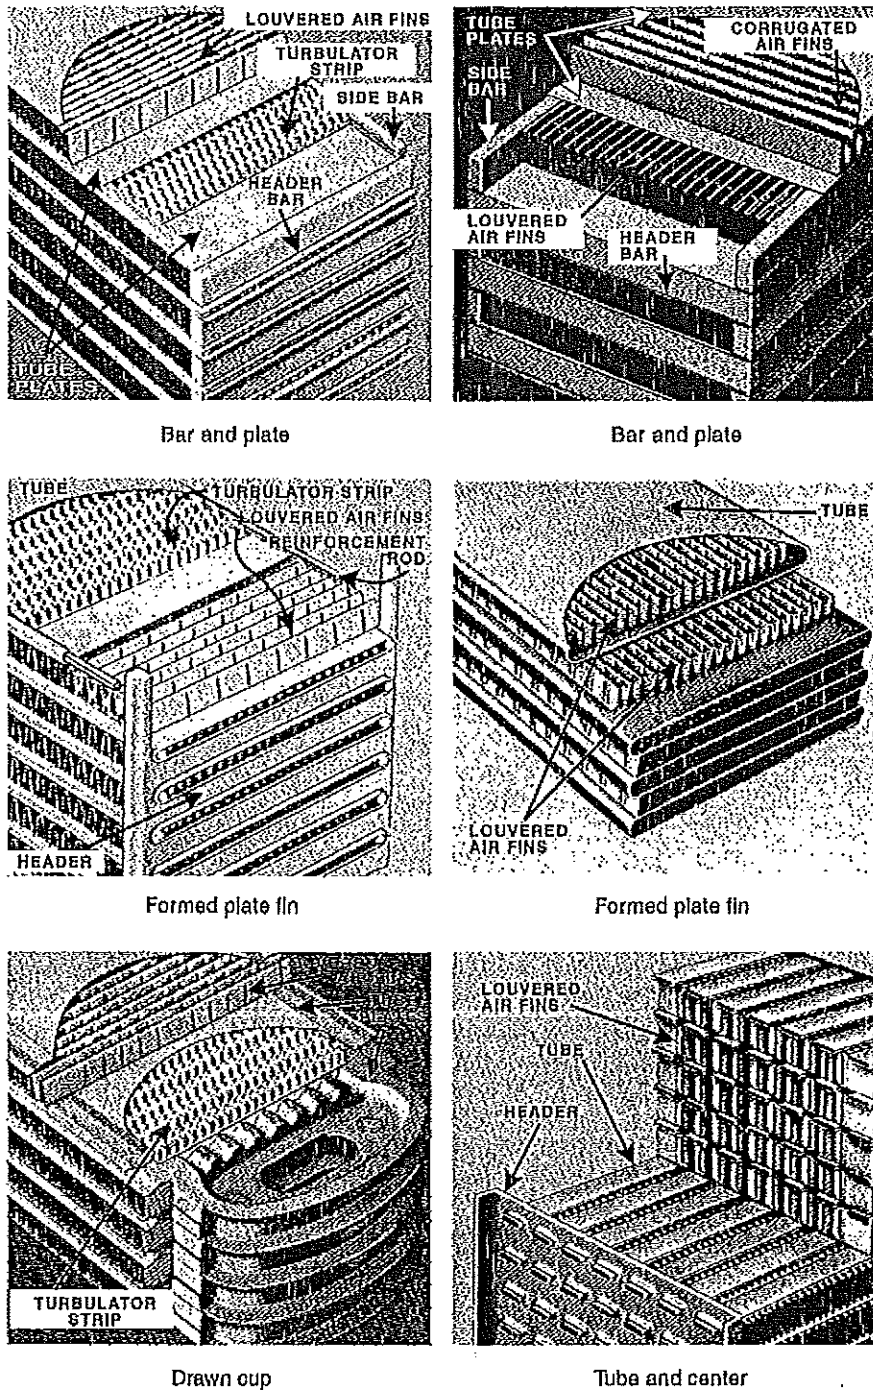 LOUVERED AIR FINS
TURBULATOR
STRIP
SIDE BAR
HEADER
BAR
TUBE
PLATES
Bar and plate
TUBE
PLATES
CORRUGATED
AIR FINS
SIDE
BAR
LOUVERED
AIR FINS
HEADER
BAR
Bar and plate
TUBE
TURBULATOR STRIP
LOUVERED AIR FINS
REINFORCEMENT
ROD
HEADER
Formed plate fin
TUBE
LOUVERED
AIR FINS
Formed plate fin
TURBULATOR
STRIP
Drawn cup
LOUVERED
AIR FINS
TUBE
HEADER
Tube and center